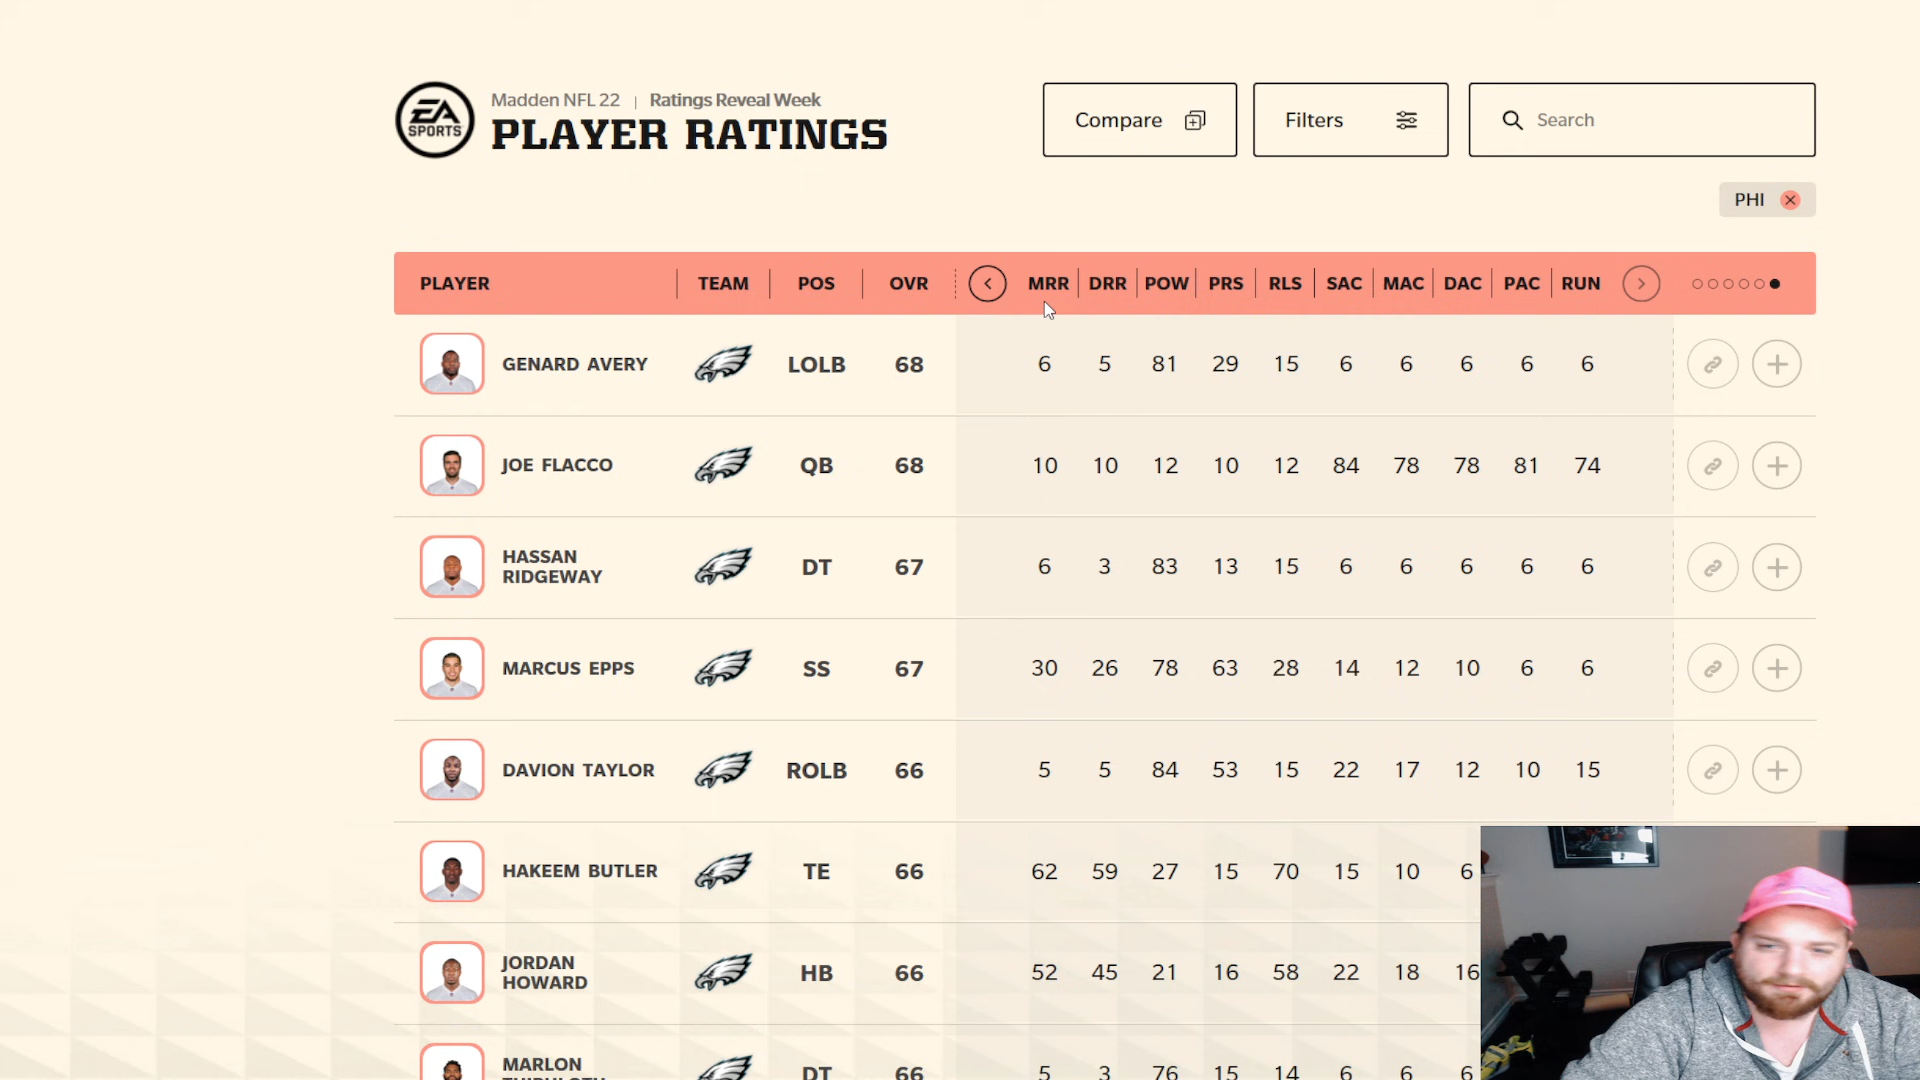 EA SPORTS
Madden NFL 22 | Ratings Reveal Week
PLAYER RATINGS
Compare
Filters
Search
PHI
PLAYER TEAM POS OVR MRR DRR POW PRS RLS SAC MAC DAC PAC RUN
GENARD AVERY LOLB 68 6 5 81 29 15 6 6 6 6 6
JOE FLACCO QB 68 10 10 12 10 12 84 78 78 81 74
HASSAN
RIDGEWAY DT 67 6 3 83 13 15 6 6 6 6 6
MARCUS EPPS SS 67 30 26 78 63 28 14 12 10 6 6
DAVION TAYLOR ROLB 66 5 5 84 53 15 22 17 12 10 15
HAKEEM BUTLER TE 66 62 59 27 15 70 15 10 6
JORDAN
HOWARD HB 66 52 45 21 16 58 22 18 16
MARLON
DT 66 5 3 76 15 14 6 6 6